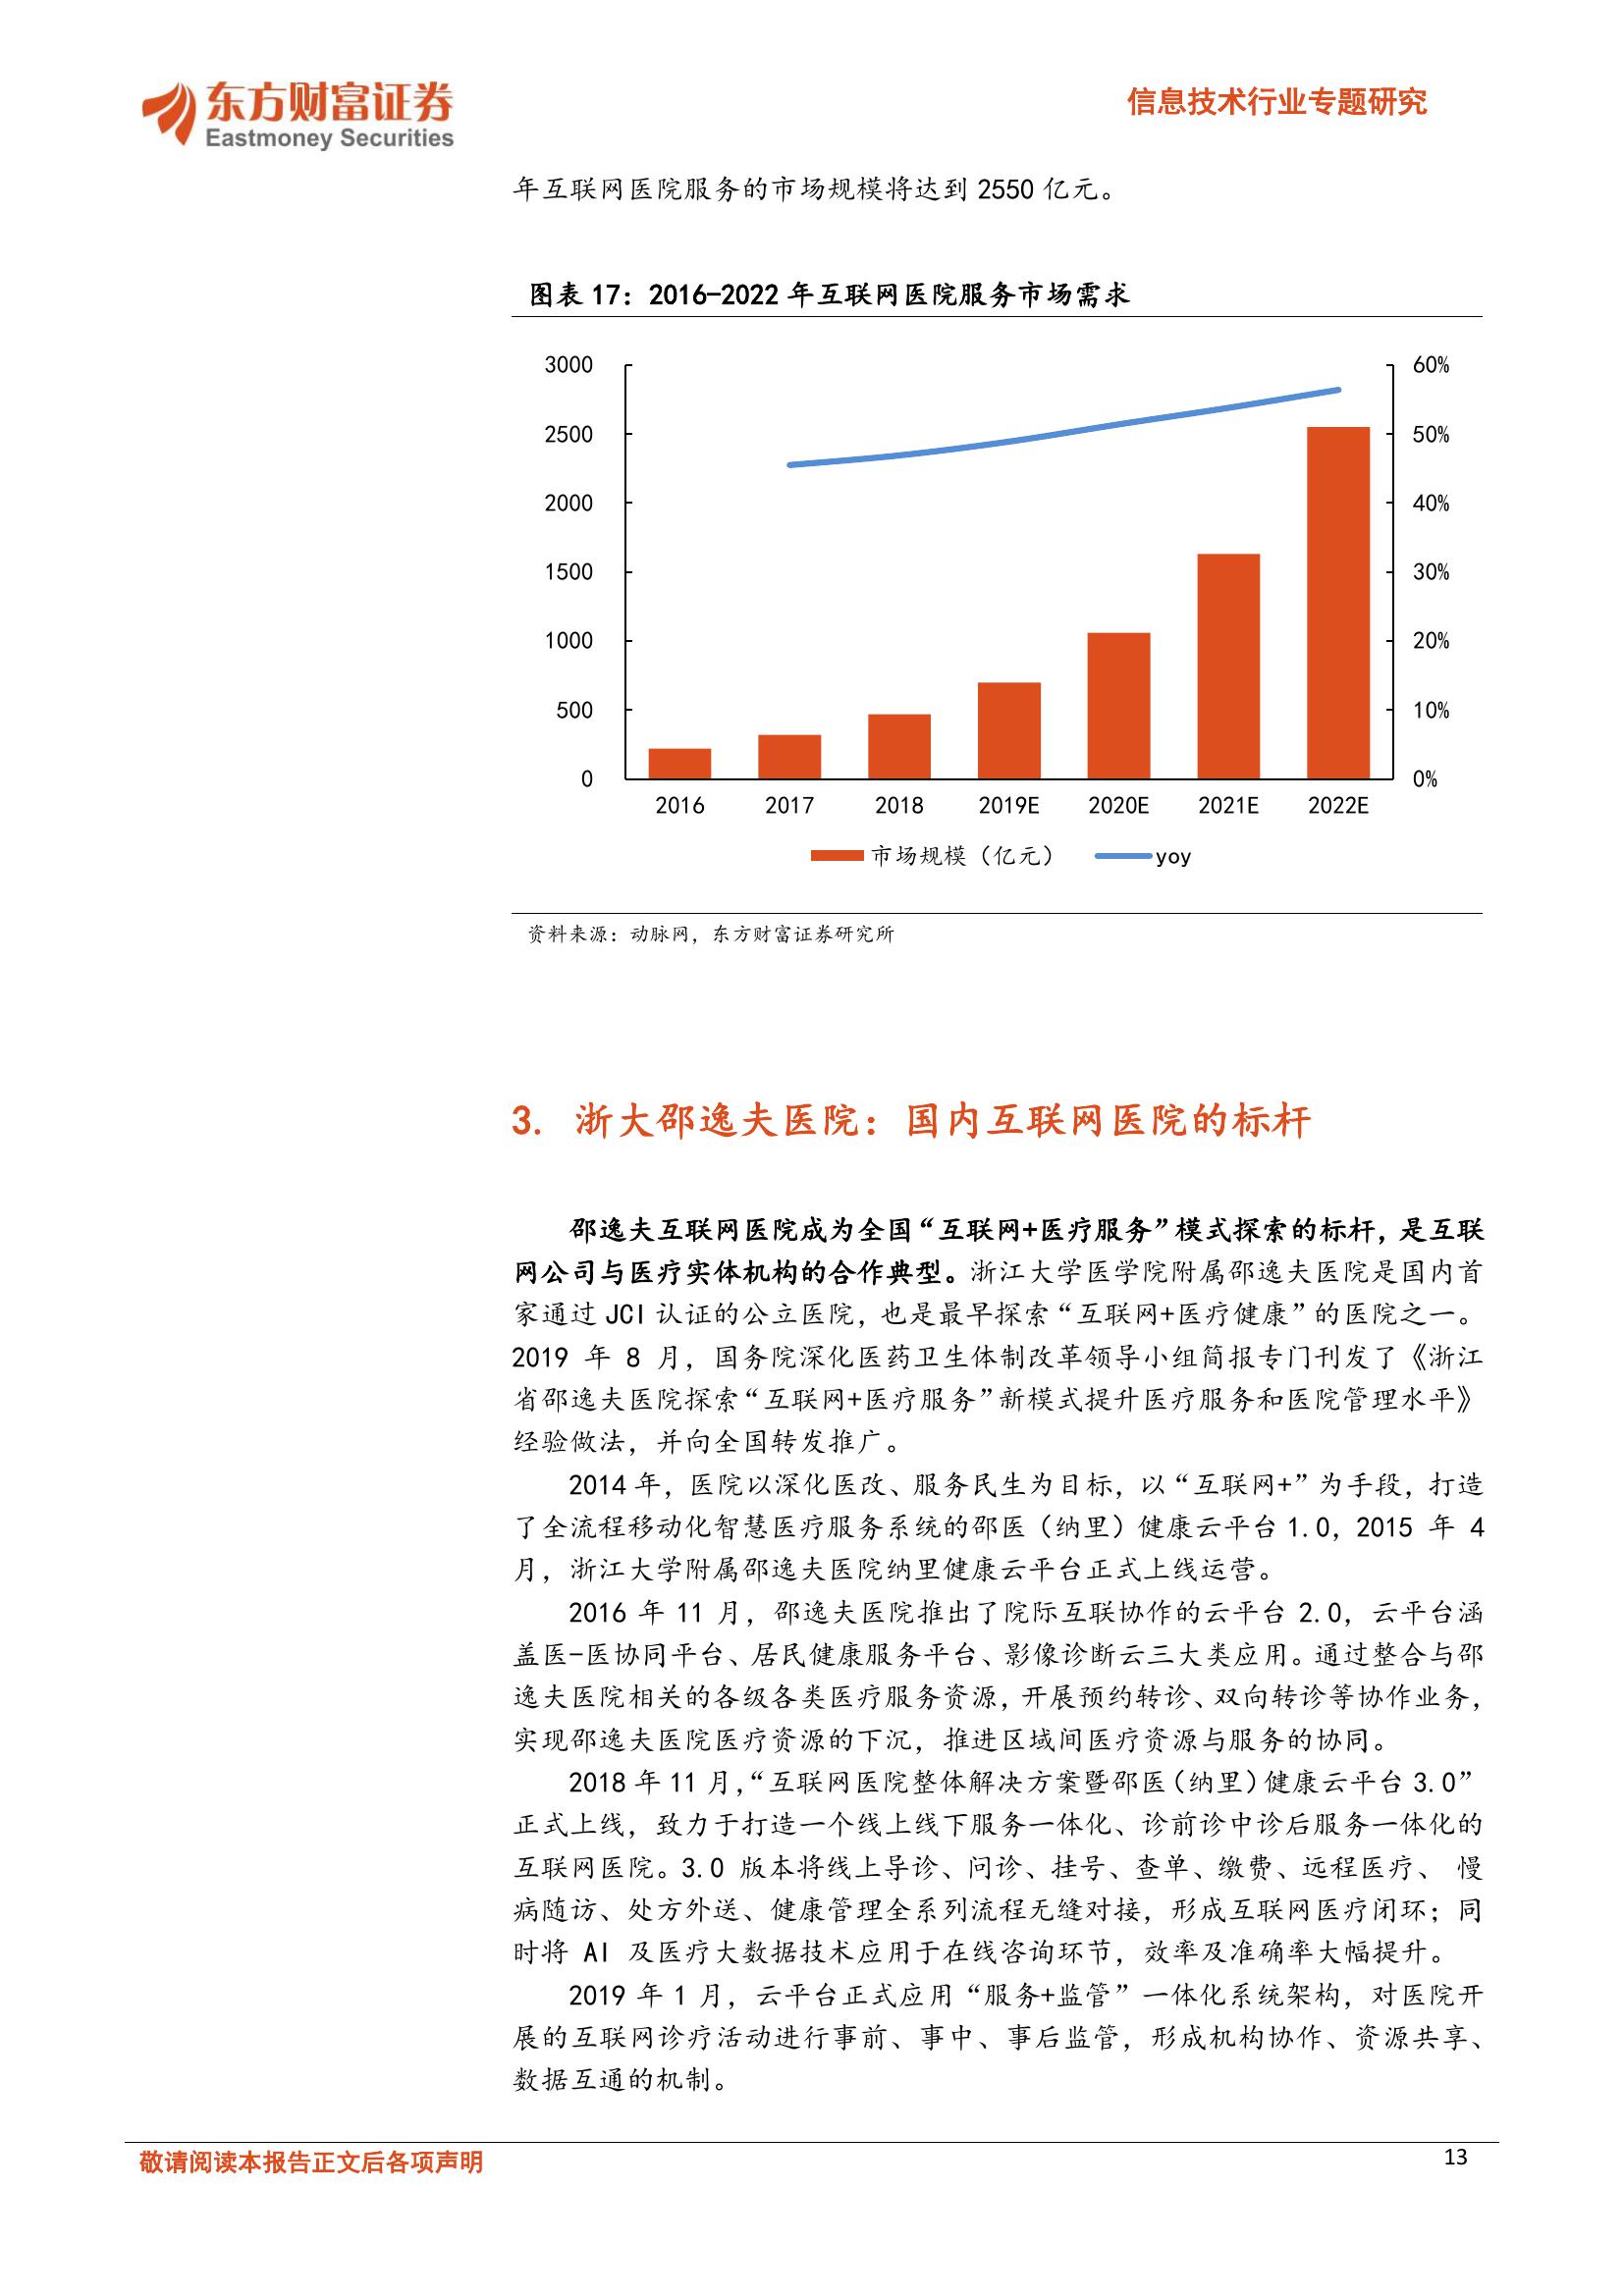 东方财富证券
Eastmoney Securities
信息技术行业专题研究
年互联网医院服务的市场规模将达到 2550 亿元。
图表 17：2016-2022 年互联网医院服务市场需求
3000
2500
2000
1500
1000
500
0
60%
50%
40%
30%
20%
10%
0%
2016 2017 2018 2019E 2020E 2021E 2022E
市场规模（亿元） yoy
资料来源：动脉网，东方财富证券研究所
3. 浙大邵逸夫医院：国内互联网医院的标杆
邵逸夫互联网医院成为全国“互联网+医疗服务”模式探索的标杆，是互联
网公司与医疗实体机构的合作典型。浙江大学医学院附属邵逸夫医院是国内首
家通过 JCI 认证的公立医院，也是最早探索“互联网+医疗健康”的医院之一。
2019 年 8 月，国务院深化医药卫生体制改革领导小组简报专门刊发了《浙江
省邵逸夫医院探索“互联网+医疗服务”新模式提升医疗服务和医院管理水平》
经验做法，并向全国转发推广。
2014 年，医院以深化医改、服务民生为目标，以“互联网+”为手段，打造
了全流程移动化智慧医疗服务系统的邵医（纳里）健康云平台 1.0，2015 年 4
月，浙江大学附属邵逸夫医院纳里健康云平台正式上线运营。
2016 年 11 月，邵逸夫医院推出了院际互联协作的云平台 2.0，云平台涵
盖医-医协同平台、居民健康服务平台、影像诊断云三大类应用。通过整合与邵
逸夫医院相关的各级各类医疗服务资源，开展预约转诊、双向转诊等协作业务，
实现邵逸夫医院医疗资源的下沉，推进区域间医疗资源与服务的协同。
2018 年 11 月，“互联网医院整体解决方案暨邵医（纳里）健康云平台 3.0”
正式上线，致力于打造一个线上线下服务一体化、诊前诊中诊后服务一体化的
互联网医院。3.0 版本将线上导诊、问诊、挂号、查单、缴费、远程医疗、 慢
病随访、处方外送、健康管理全系列流程无缝对接，形成互联网医疗闭环；同
时将 AI 及医疗大数据技术应用于在线咨询环节，效率及准确率大幅提升。
2019 年 1 月，云平台正式应用“服务+监管”一体化系统架构，对医院开
展的互联网诊疗活动进行事前、事中、事后监管，形成机构协作、资源共享、
数据互通的机制。
敬请阅读本报告正文后各项声明
13